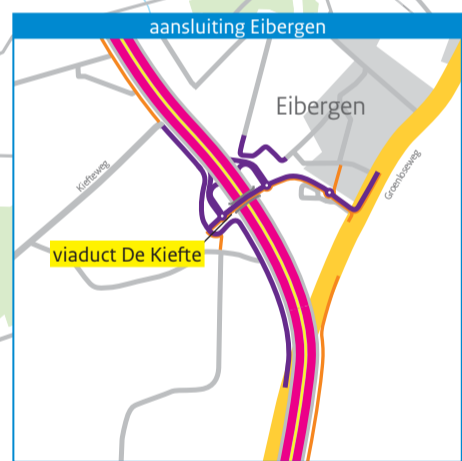 aansluiting Eibergen
Eibergen
Kiefteweg
Groenloseweg
viaduct De Kiefte